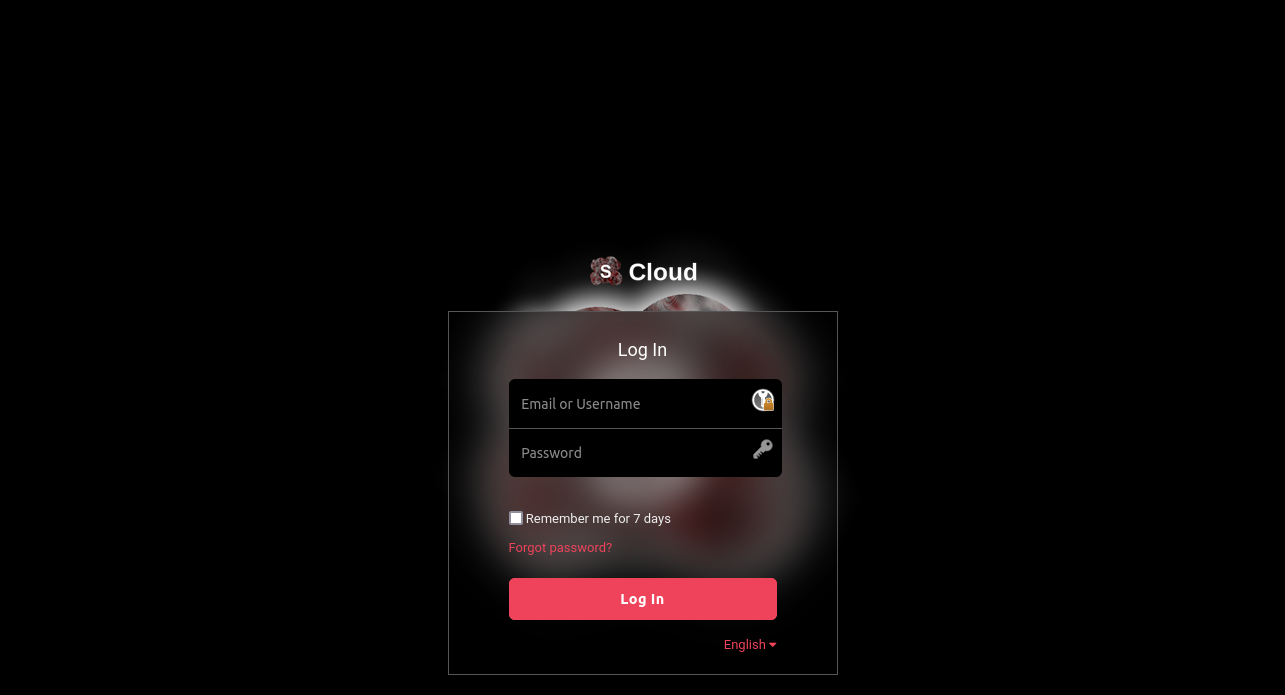 S Cloud
Log In
Email or Username
Password
Remember me for 7 days
Forgot password?
Log In
English